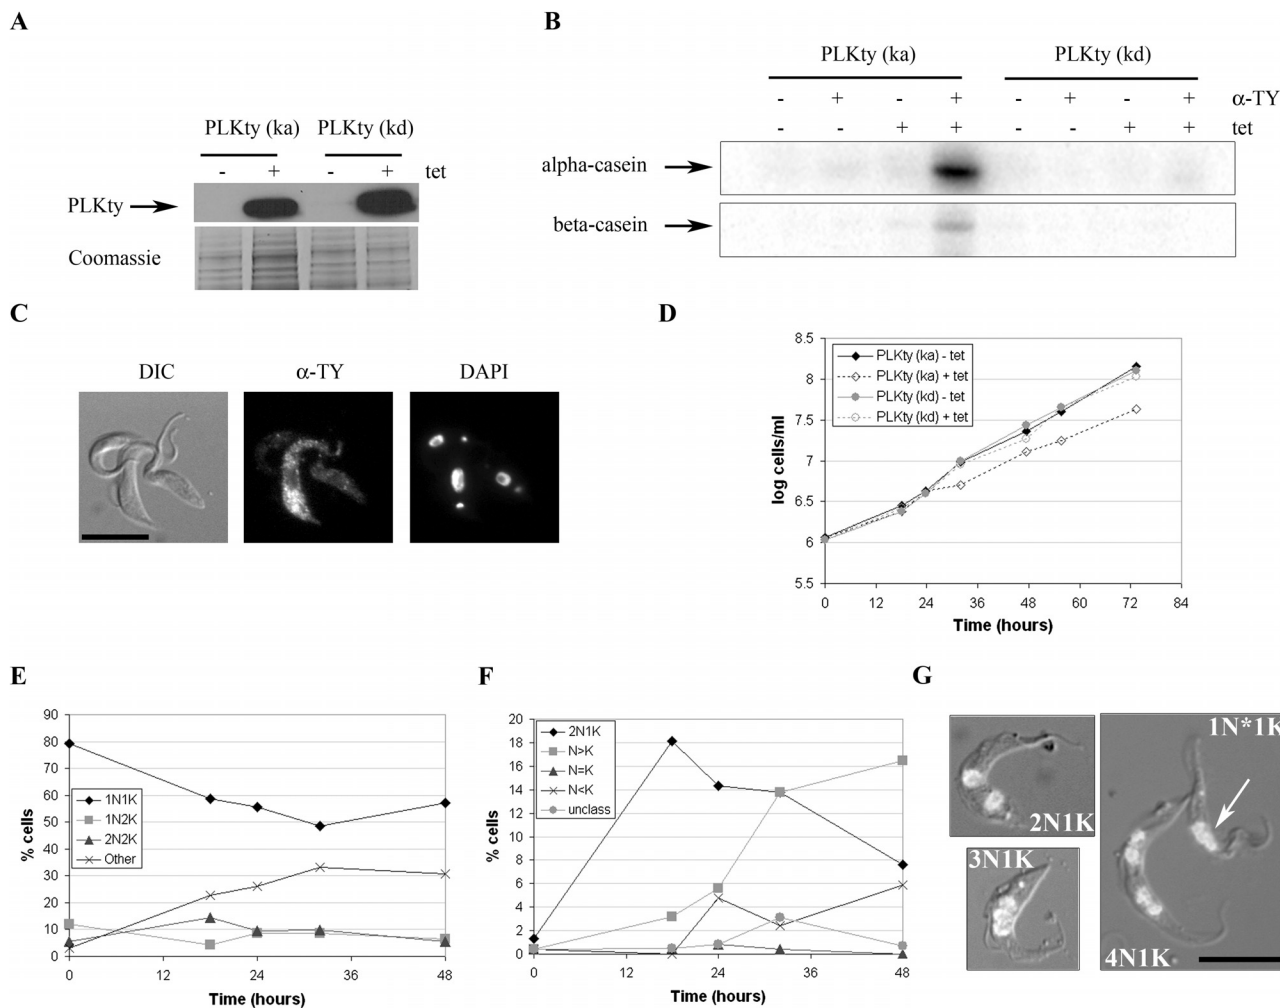 A
PLKty (ka) PLKty (kd)
- + - + tet
PLKty
Coomassie
B
PLKty (ka) PLKty (kd)
- + - + - + - + α-TY
- - + + - - + + tet
alpha-casein
beta-casein
C
DIC α-TY DAPI
D
PLKty (ka) - tet
PLKty (ka) + tet
PLKty (kd) - tet
PLKty (kd) + tet
log cells/ml
8.5
8
7.5
7
6.5
6
5.5
0 12 24 36 48 60 72 84
Time (hours)
E
% cells
90
80
70
60
50
40
30
20
10
0
1N1K
1N2K
2N2K
Other
0 12 24 36 48
Time (hours)
F
% cells
20
18
16
14
12
10
8
6
4
2
0
2N1K
N>K
N=K
N<K
unclass
0 12 24 36 48
Time (hours)
G
2N1K
3N1K
1N*1K
4N1K